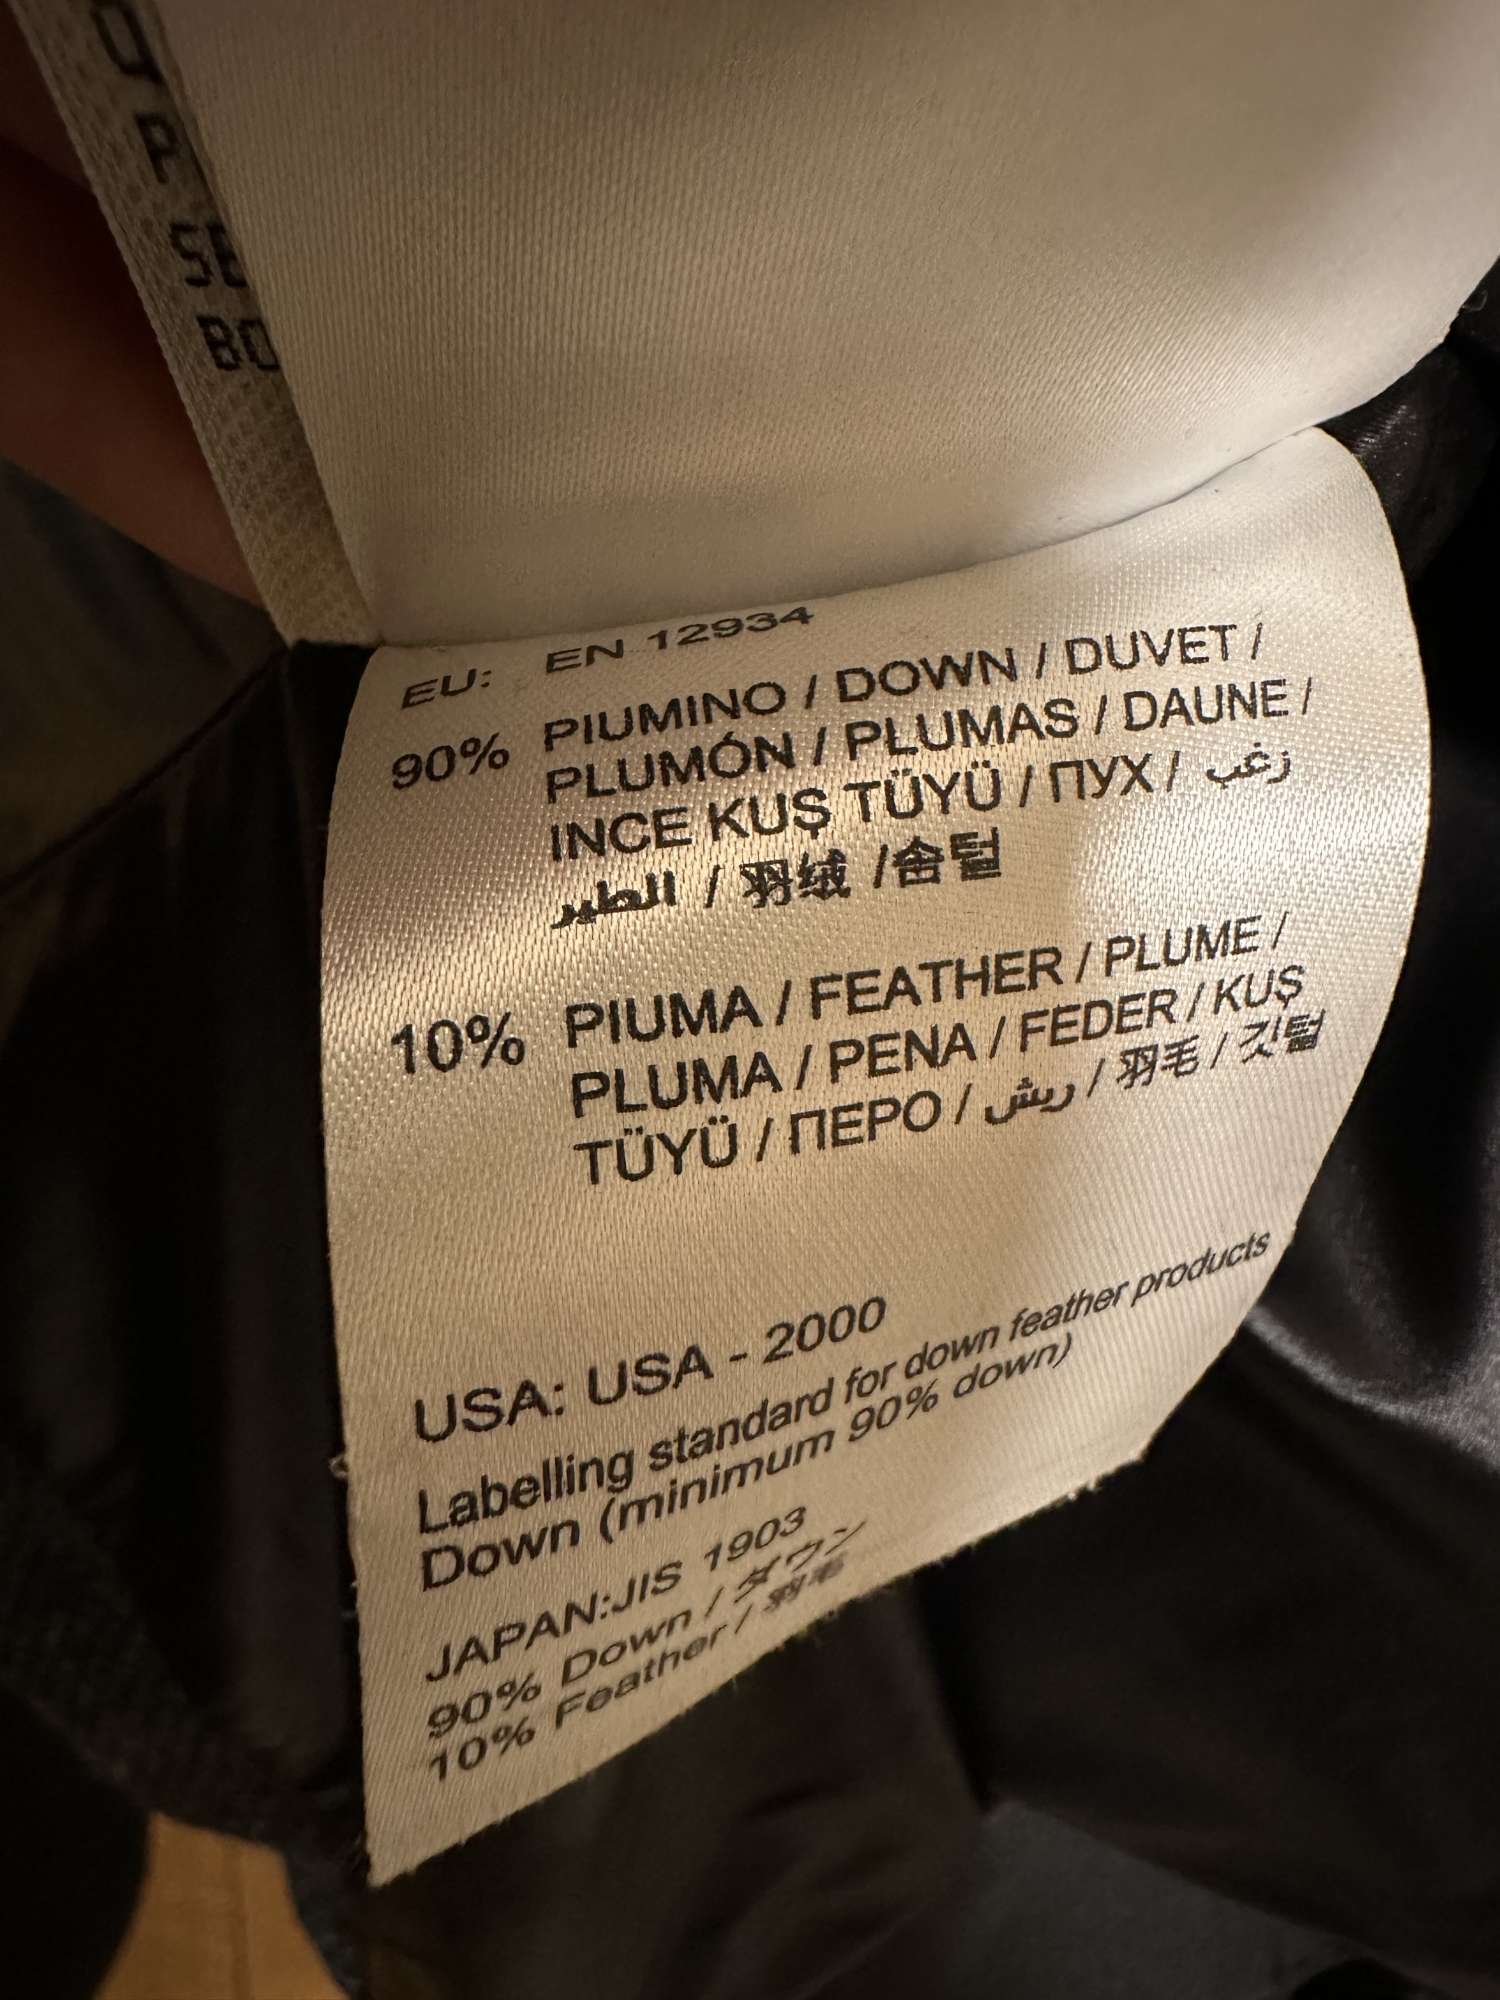 P
SE
BO
EU: EN 12934
90% PIUMINO / DOWN / DUVET /
PLUMÓN / PLUMAS / DAUNE /
INCE KUŞ TÜYÜ / ПУХ / زغب
الطير / 羽绒 /솜털
10% PIUMA / FEATHER / PLUME /
PLUMA / PENA / FEDER / KUŞ
TÜYÜ / ПЕРО / ريش / 羽毛 / 깃털
USA: USA - 2000
Labelling standard for down feather products
Down (minimum 90% down)
JAPAN:JIS 1903
90% Down / ダウン
10% Feather / 羽毛